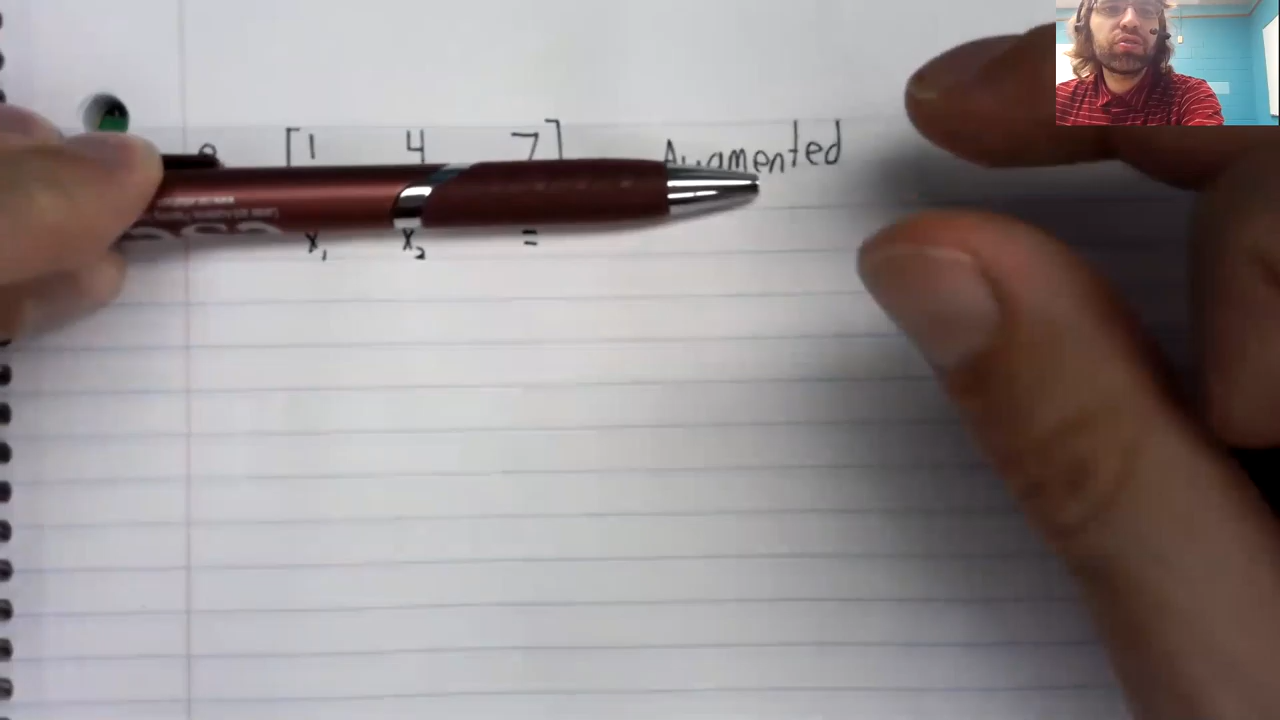 [1 4 7] Augmented
x₁ x₂ =